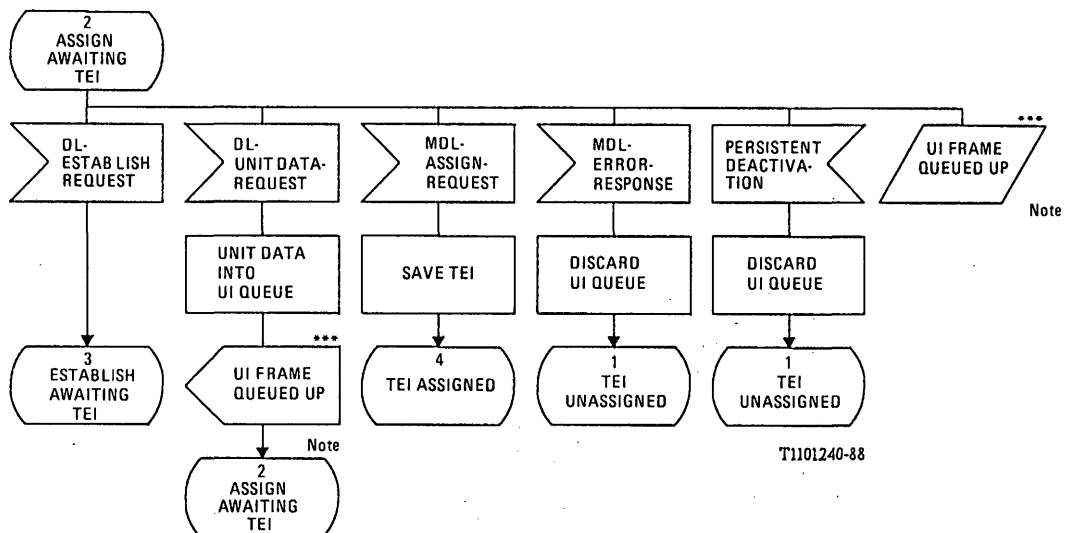 2
ASSIGN
AWAITING
TEI
DL-
ESTABLISH
REQUEST
DL-
UNIT DATA-
REQUEST
MDL-
ASSIGN-
REQUEST
MDL-
ERROR-
RESPONSE
PERSISTENT
DEACTIVA-
TION
***
UI FRAME
QUEUED UP
Note
UNIT DATA
INTO
UI QUEUE
SAVE TEI
DISCARD
UI QUEUE
DISCARD
UI QUEUE
3
ESTABLISH
AWAITING
TEI
***
UI FRAME
QUEUED UP
Note
4
TEI ASSIGNED
1
TEI
UNASSIGNED
1
TEI
UNASSIGNED
T1101240-88
2
ASSIGN
AWAITING
TEI